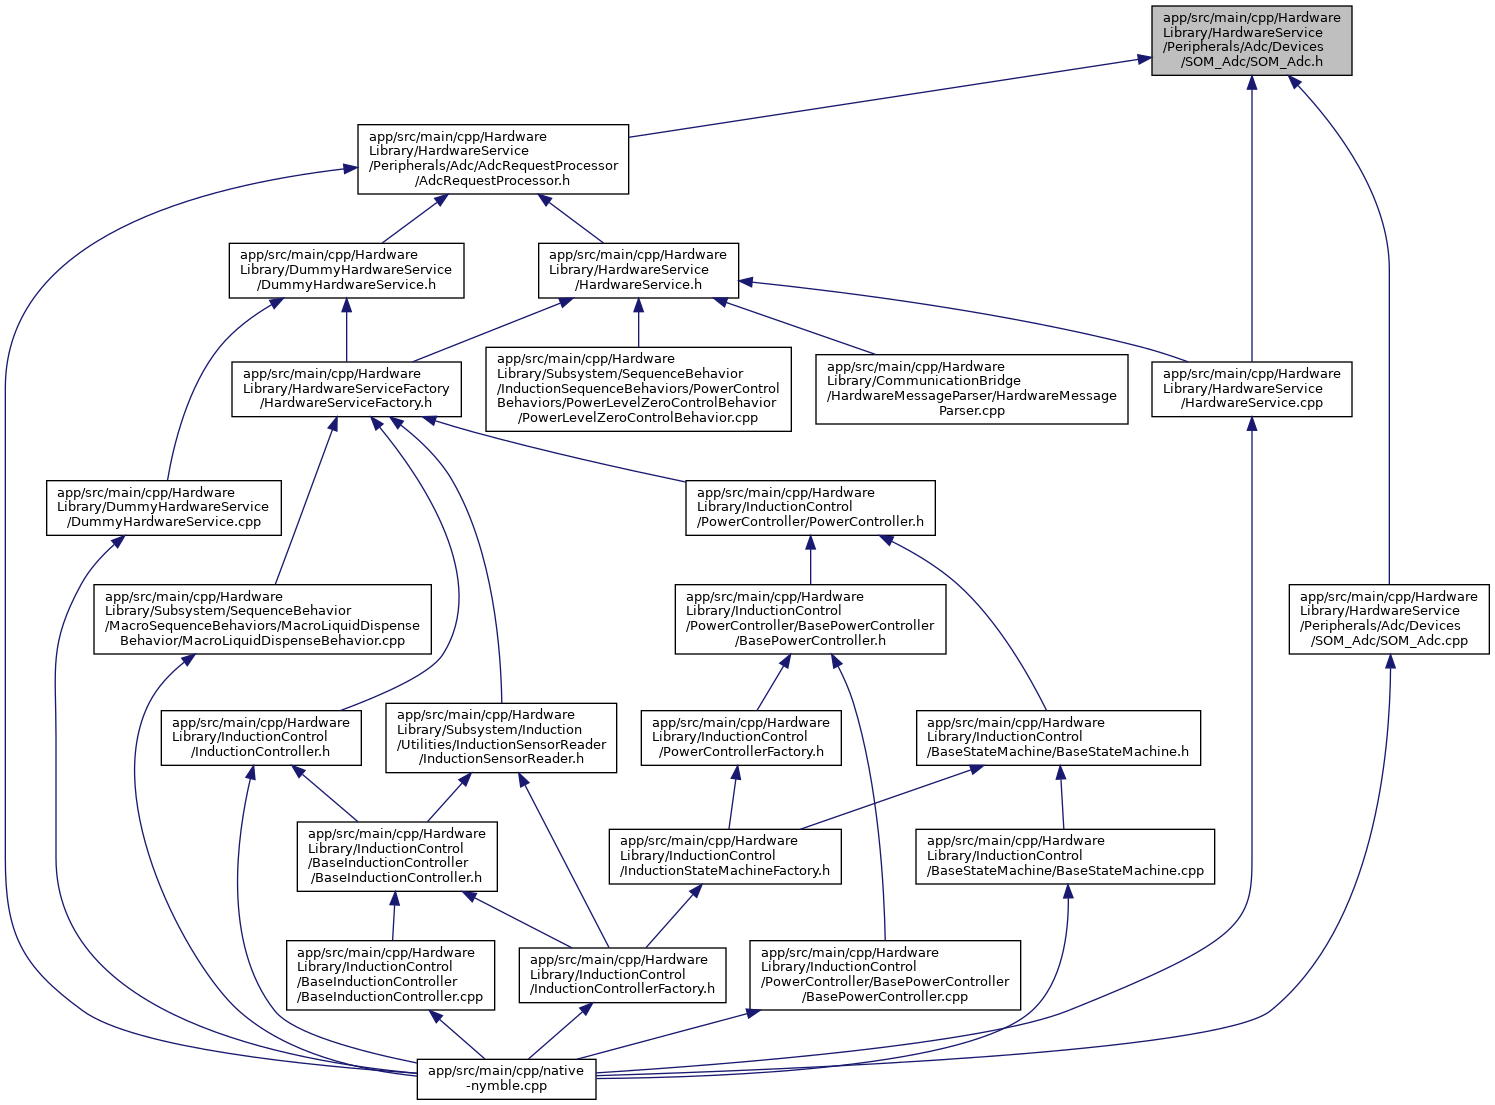 app/src/main/cpp/Hardware
Library/HardwareService
/Peripherals/Adc/Devices
/SOM_Adc/SOM_Adc.h
app/src/main/cpp/Hardware
Library/HardwareService
/Peripherals/Adc/AdcRequestProcessor
/AdcRequestProcessor.h
app/src/main/cpp/Hardware
Library/DummyHardwareService
/DummyHardwareService.h
app/src/main/cpp/Hardware
Library/HardwareService
/HardwareService.h
app/src/main/cpp/Hardware
Library/HardwareServiceFactory
/HardwareServiceFactory.h
app/src/main/cpp/Hardware
Library/Subsystem/SequenceBehavior
/InductionSequenceBehaviors/PowerControl
Behaviors/PowerLevelZeroControlBehavior
/PowerLevelZeroControlBehavior.cpp
app/src/main/cpp/Hardware
Library/CommunicationBridge
/HardwareMessageParser/HardwareMessage
Parser.cpp
app/src/main/cpp/Hardware
Library/HardwareService
/HardwareService.cpp
app/src/main/cpp/Hardware
Library/DummyHardwareService
/DummyHardwareService.cpp
app/src/main/cpp/Hardware
Library/InductionControl
/PowerController/PowerController.h
app/src/main/cpp/Hardware
Library/Subsystem/SequenceBehavior
/MacroSequenceBehaviors/MacroLiquidDispense
Behavior/MacroLiquidDispenseBehavior.cpp
app/src/main/cpp/Hardware
Library/InductionControl
/PowerController/BasePowerController
/BasePowerController.h
app/src/main/cpp/Hardware
Library/HardwareService
/Peripherals/Adc/Devices
/SOM_Adc/SOM_Adc.cpp
app/src/main/cpp/Hardware
Library/InductionControl
/InductionController.h
app/src/main/cpp/Hardware
Library/Subsystem/Induction
/Utilities/InductionSensorReader
/InductionSensorReader.h
app/src/main/cpp/Hardware
Library/InductionControl
/PowerControllerFactory.h
app/src/main/cpp/Hardware
Library/InductionControl
/BaseStateMachine/BaseStateMachine.h
app/src/main/cpp/Hardware
Library/InductionControl
/BaseInductionController
/BaseInductionController.h
app/src/main/cpp/Hardware
Library/InductionControl
/InductionStateMachineFactory.h
app/src/main/cpp/Hardware
Library/InductionControl
/BaseStateMachine/BaseStateMachine.cpp
app/src/main/cpp/Hardware
Library/InductionControl
/BaseInductionController
/BaseInductionController.cpp
app/src/main/cpp/Hardware
Library/InductionControl
/InductionControllerFactory.h
app/src/main/cpp/Hardware
Library/InductionControl
/PowerController/BasePowerController
/BasePowerController.cpp
app/src/main/cpp/native
-nymble.cpp